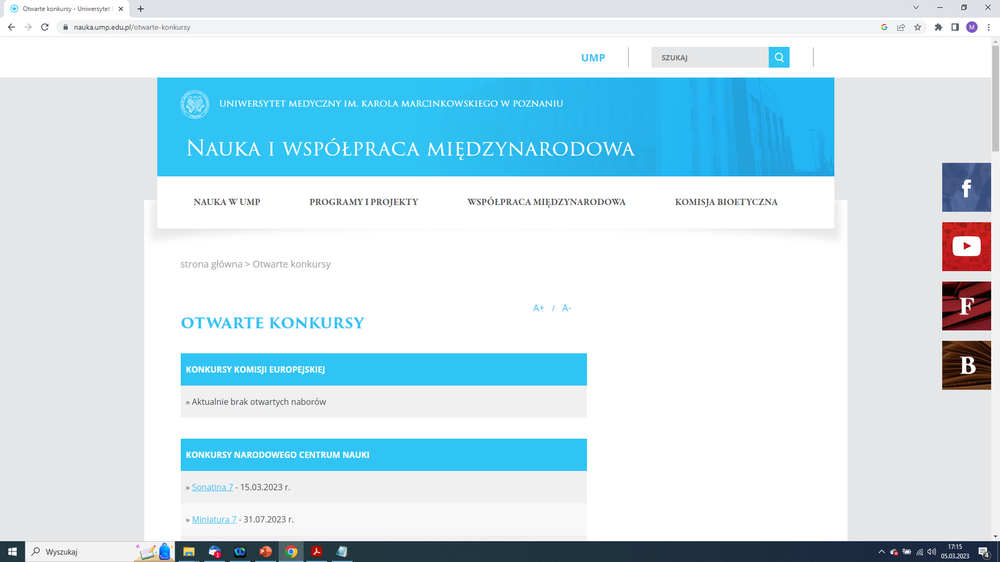 Otwarte konkursy - Uniwersytet
nauka.ump.edu.pl/otwarte-konkursy
M
UMP
SZUKAJ
UNIWERSYTET MEDYCZNY IM. KAROLA MARCINKOWSKIEGO W POZNANIU
NAUKA I WSPÓŁPRACA MIĘDZYNARODOWA
NAUKA W UMP PROGRAMY I PROJEKTY WSPÓŁPRACA MIĘDZYNARODOWA KOMISJA BIOETYCZNA
f
F
B
strona główna > Otwarte konkursy
A+ / A-
OTWARTE KONKURSY
KONKURSY KOMISJI EUROPEJSKIEJ
» Aktualnie brak otwartych naborów
KONKURSY NARODOWEGO CENTRUM NAUKI
» Sonatina 7 - 15.03.2023 r.
» Miniatura 7 - 31.07.2023 r.
Wyszukaj
1
17:15
05.03.2023
4